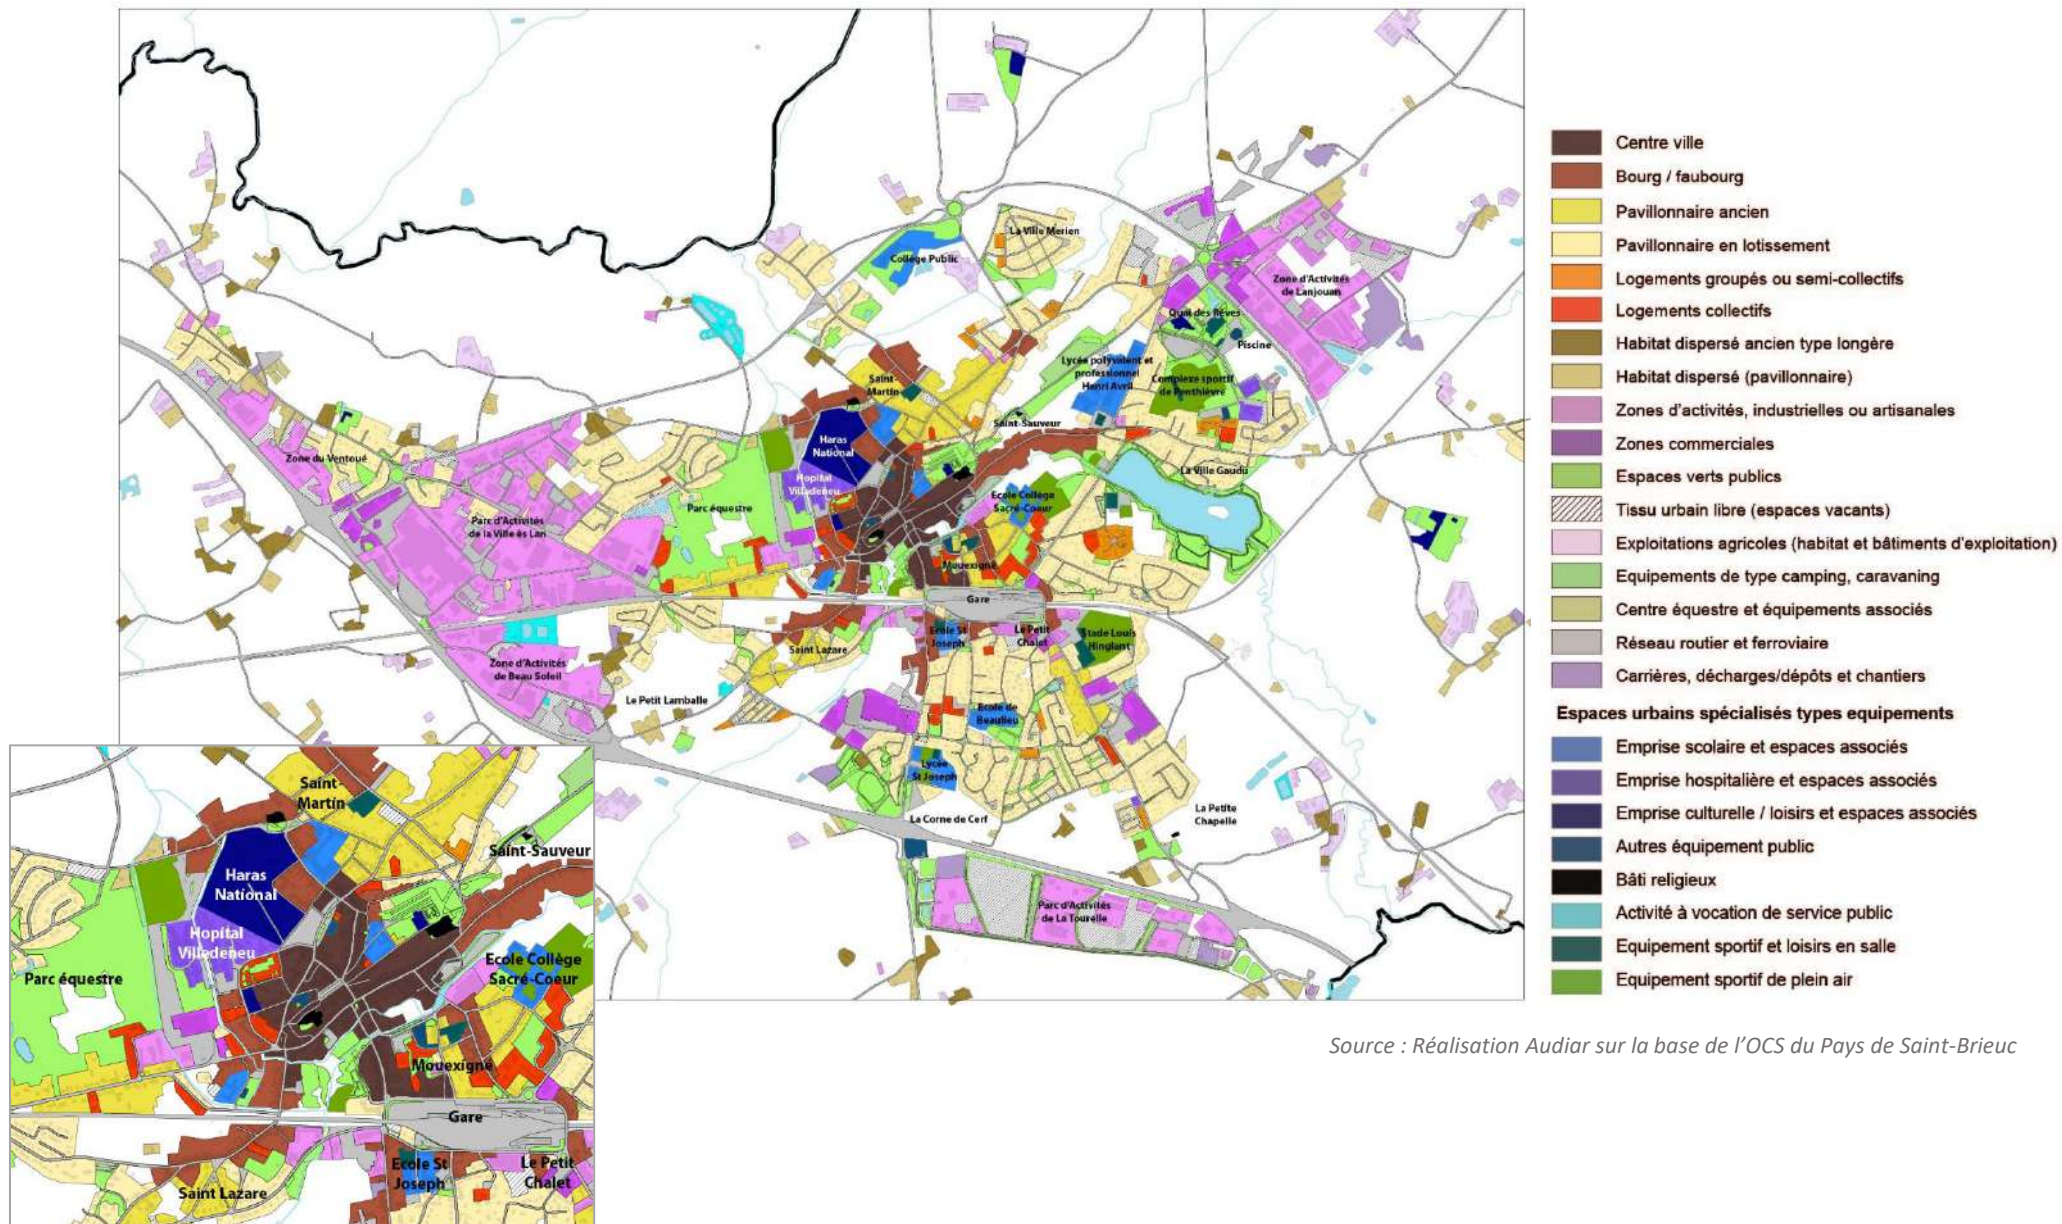 La Ville Merien
Collège Public
Zone d'Activités
de Lanjouan
Quai des Rêves
Piscine
Lycée polyvalent et
professionnel
Henri Avril
Complexe sportif
de Penthièvre
Saint-
Martin
Saint-Sauveur
Haras
National
Zone du Ventoué
La Ville Gaudu
Hopital
Villedeneu
Ecole Collège
Sacré-Coeur
Parc équestre
Parc d'Activités
de la Ville ès Lan
Mouexigné
Gare
Ecole St
Joseph
Le Petit
Chalet
Stade Louis
Hinglant
Saint Lazare
Zone d'Activités
de Beau Soleil
Le Petit Lamballe
Ecole de
Beaulieu
Lycée
St Joseph
La Corne de Cerf
La Petite
Chapelle
Parc d'Activités
de La Tourelle
Saint-
Martin
Saint-Sauveur
Haras
National
Hopital
Villedeneu
Ecole Collège
Sacré-Coeur
Parc équestre
Mouexigné
Gare
Ecole St
Joseph
Le Petit
Chalet
Saint Lazare
Centre ville
Bourg / faubourg
Pavillonnaire ancien
Pavillonnaire en lotissement
Logements groupés ou semi-collectifs
Logements collectifs
Habitat dispersé ancien type longère
Habitat dispersé (pavillonnaire)
Zones d'activités, industrielles ou artisanales
Zones commerciales
Espaces verts publics
Tissu urbain libre (espaces vacants)
Exploitations agricoles (habitat et bâtiments d'exploitation)
Equipements de type camping, caravaning
Centre équestre et équipements associés
Réseau routier et ferroviaire
Carrières, décharges/dépôts et chantiers
Espaces urbains spécialisés types equipements
Emprise scolaire et espaces associés
Emprise hospitalière et espaces associés
Emprise culturelle / loisirs et espaces associés
Autres équipement public
Bâti religieux
Activité à vocation de service public
Equipement sportif et loisirs en salle
Equipement sportif de plein air
Source : Réalisation Audiar sur la base de l'OCS du Pays de Saint-Brieuc